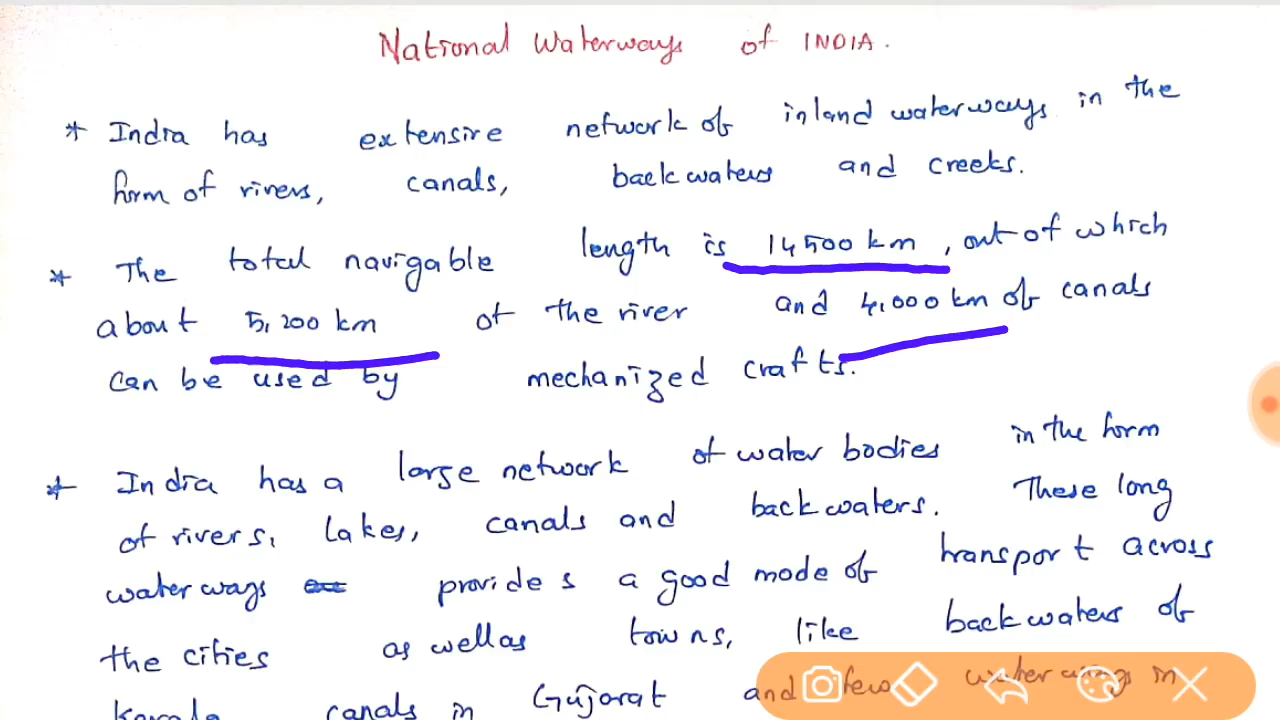 National Waterways of INDIA.
* India has extensive network of inland waterways in the
form of rivers, canals, backwaters and creeks.
* The total navigable length is 14500 km, out of which
about 5,200 km of the river and 4,000 km of canals
can be used by mechanized crafts.
* India has a large network of water bodies in the form
of rivers, lakes, canals and backwaters. These long
waterways provides a good mode of transport across
the cities as well as towns, like backwaters of
Kerala canals in Gujarat and few waterways in